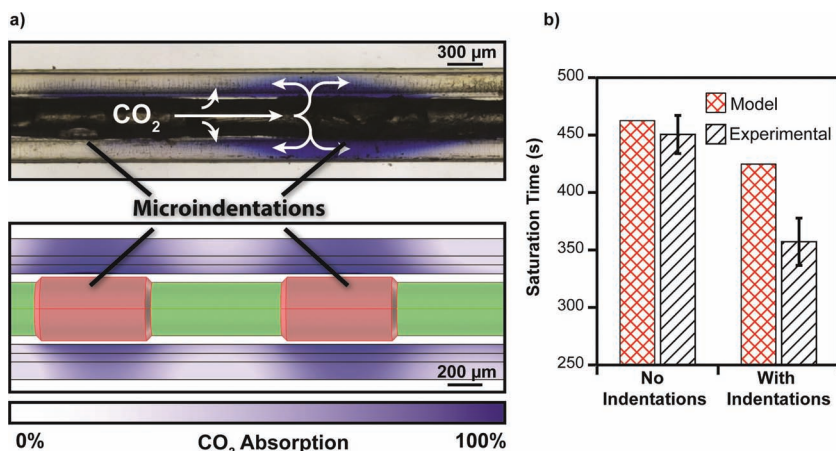 a)
300 µm
CO₂
Microindentations
200 µm
0%
CO₂ Absorption
100%
b)
500
450
400
350
300
250
Saturation Time (s)
Model
Experimental
No
Indentations
With
Indentations